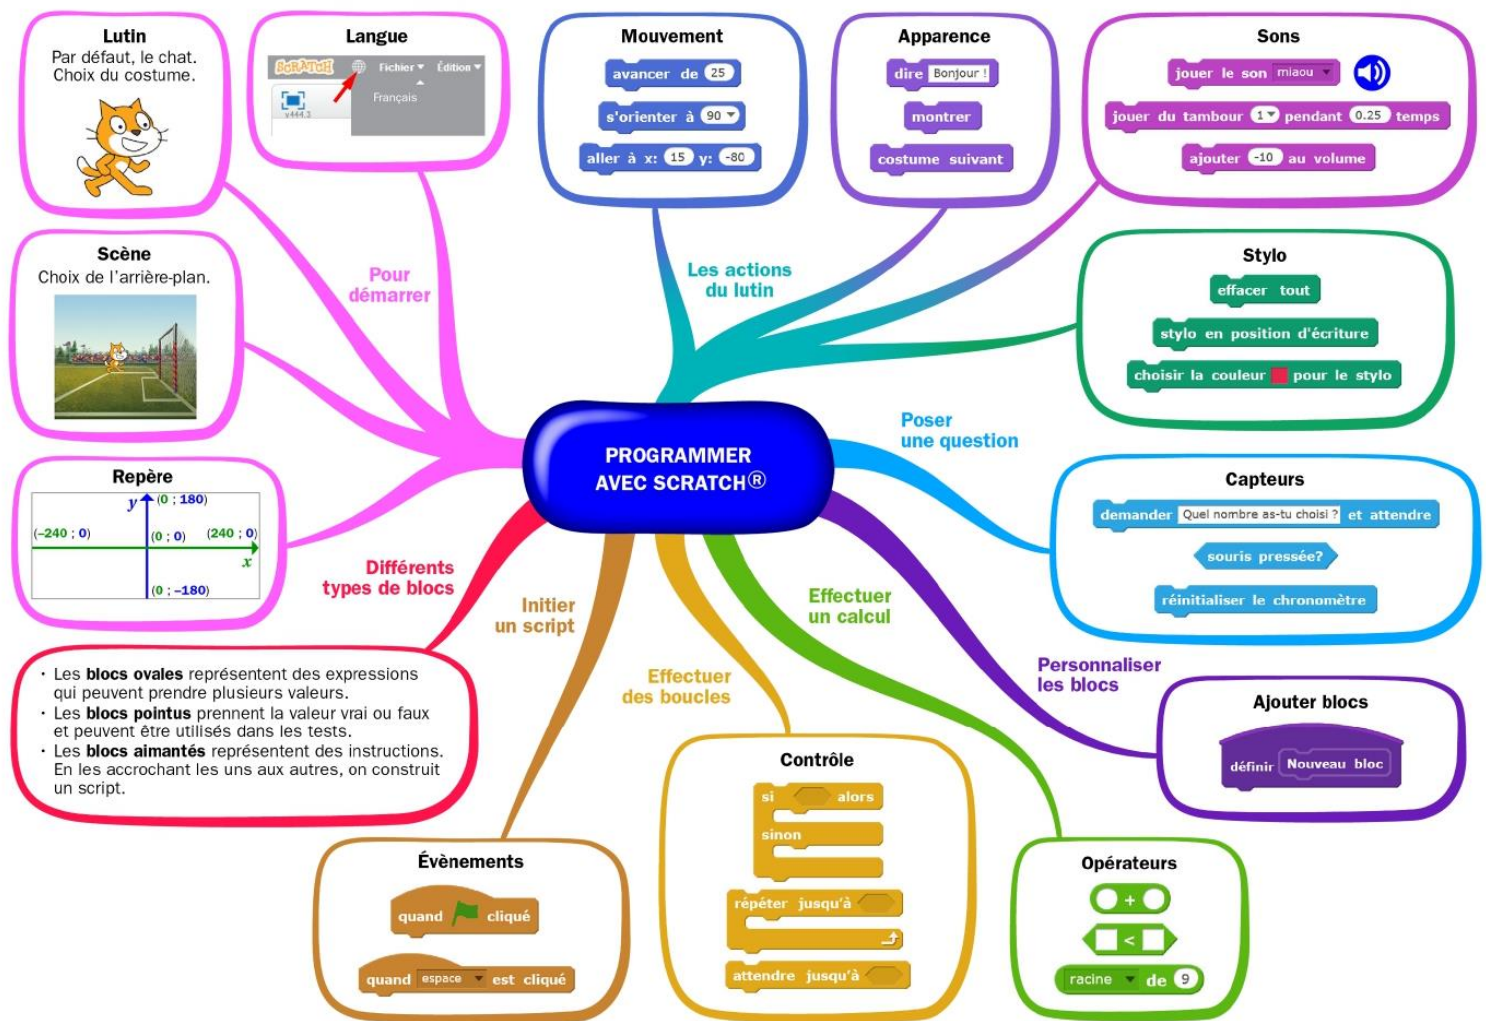 Lutin
Par défaut, le chat.
Choix du costume.
Langue
SCRATCH Fichier Édition
Français
v444.3
Mouvement
avancer de 25
s'orienter à 90
aller à x: 15 y: -80
Apparence
dire Bonjour !
montrer
costume suivant
Sons
jouer le son miaou
jouer du tambour 1 pendant 0.25 temps
ajouter -10 au volume
Scène
Choix de l'arrière-plan.
Pour
démarrer
Les actions
du lutin
Stylo
effacer tout
stylo en position d'écriture
choisir la couleur pour le stylo
Poser
une question
PROGRAMMER
AVEC SCRATCH®
Repère
y (0 ; 180)
(–240 ; 0) (0 ; 0) (240 ; 0)
x
(0 ; –180)
Capteurs
demander Quel nombre as-tu choisi ? et attendre
souris pressée?
réinitialiser le chronomètre
Différents
types de blocs
Initier
un script
Effectuer
un calcul
Effectuer
des boucles
Personnaliser
les blocs
· Les blocs ovales représentent des expressions
qui peuvent prendre plusieurs valeurs.
· Les blocs pointus prennent la valeur vrai ou faux
et peuvent être utilisés dans les tests.
· Les blocs aimantés représentent des instructions.
En les accrochant les uns aux autres, on construit
un script.
Ajouter blocs
définir Nouveau bloc
Contrôle
si alors
sinon
répéter jusqu'à
attendre jusqu'à
Évènements
quand cliqué
quand espace est cliqué
Opérateurs
+
<
racine de 9